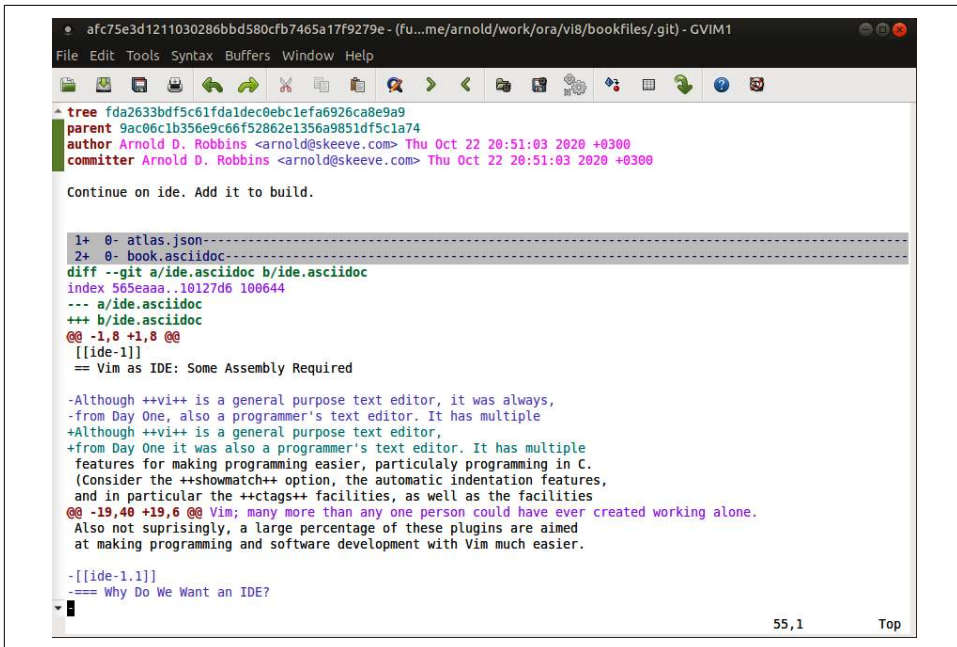 afc75e3d1211030286bbd580cfb7465a17f9279e - (fu...me/arnold/work/ora/vi8/bookfiles/.git) - GVIM1
File Edit Tools Syntax Buffers Window Help
tree fda2633bdf5c61fda1dec0ebc1efa6926ca8e9a9
parent 9ac06c1b356e9c66f52862e1356a9851df5c1a74
author Arnold D. Robbins <arnold@skeeve.com> Thu Oct 22 20:51:03 2020 +0300
committer Arnold D. Robbins <arnold@skeeve.com> Thu Oct 22 20:51:03 2020 +0300
Continue on ide. Add it to build.
1+ 0- atlas.json--------------------------------------------------------------------------------------------
2+ 0- book.asciidoc-----------------------------------------------------------------------------------------
diff --git a/ide.asciidoc b/ide.asciidoc
index 565eaaa..10127d6 100644
--- a/ide.asciidoc
+++ b/ide.asciidoc
@@ -1,8 +1,8 @@
[[ide-1]]
== Vim as IDE: Some Assembly Required
-Although ++vi++ is a general purpose text editor, it was always,
-from Day One, also a programmer's text editor. It has multiple
+Although ++vi++ is a general purpose text editor,
+from Day One it was also a programmer's text editor. It has multiple
features for making programming easier, particulaly programming in C.
(Consider the ++showmatch++ option, the automatic indentation features,
and in particular the ++ctags++ facilities, as well as the facilities
@@ -19,40 +19,6 @@ Vim; many more than any one person could have ever created working alone.
Also not suprisingly, a large percentage of these plugins are aimed
at making programming and software development with Vim much easier.
-[[ide-1.1]]
-=== Why Do We Want an IDE?
-
55,1 Top